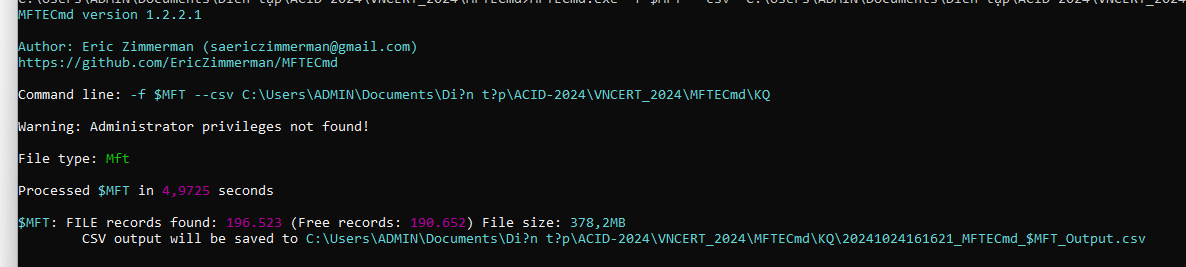 MFTECmd version 1.2.2.1
Author: Eric Zimmerman (saericzimmerman@gmail.com)
https://github.com/EricZimmerman/MFTECmd
Command line: -f $MFT --csv C:\Users\ADMIN\Documents\Di?n t?p\ACID-2024\VNCERT_2024\MFTECmd\KQ
Warning: Administrator privileges not found!
File type: Mft
Processed $MFT in 4,9725 seconds
$MFT: FILE records found: 196.523 (Free records: 190.652) File size: 378,2MB
CSV output will be saved to C:\Users\ADMIN\Documents\Di?n t?p\ACID-2024\VNCERT_2024\MFTECmd\KQ\20241024161621_MFTECmd_$MFT_Output.csv